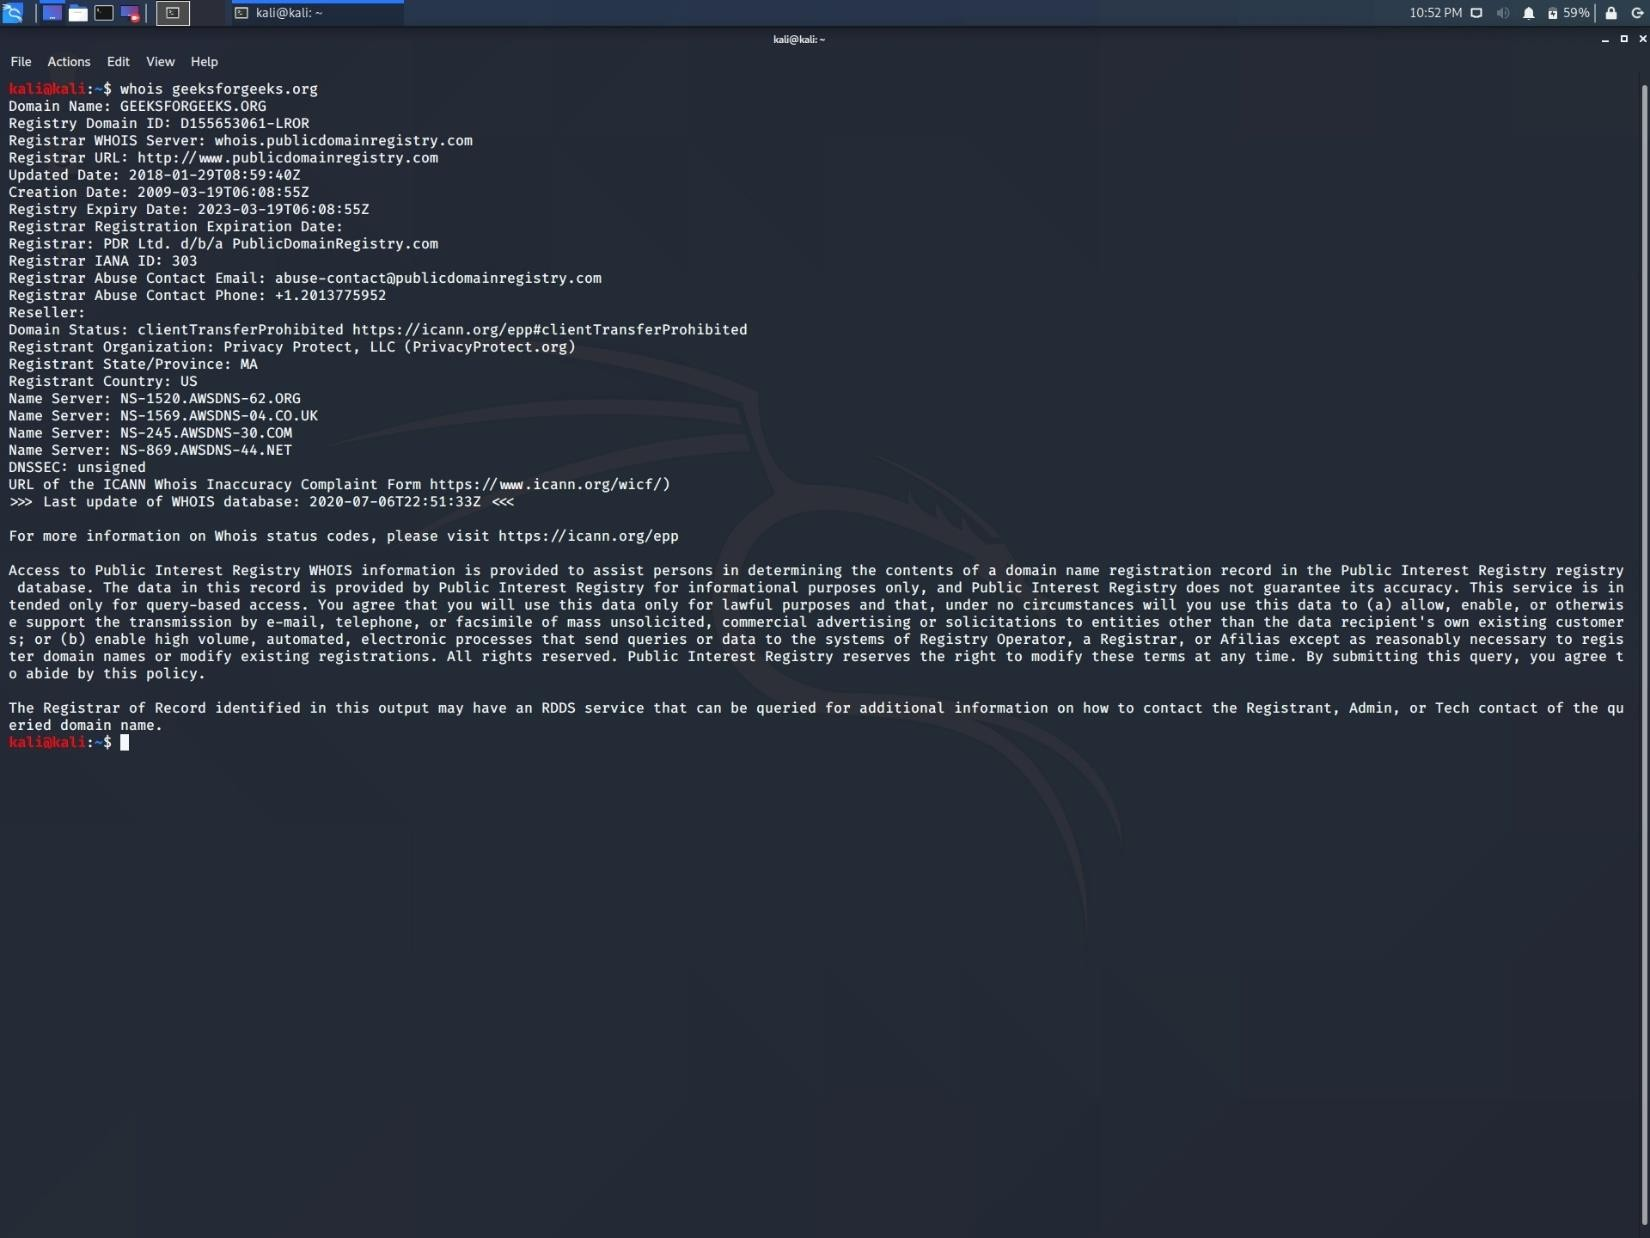 kali@kali: ~
10:52 PM
59%
kali@kali: ~
File Actions Edit View Help
kali@kali:~$ whois geeksforgeeks.org
Domain Name: GEEKSFORGEEKS.ORG
Registry Domain ID: D155653061-LROR
Registrar WHOIS Server: whois.publicdomainregistry.com
Registrar URL: http://www.publicdomainregistry.com
Updated Date: 2018-01-29T08:59:40Z
Creation Date: 2009-03-19T06:08:55Z
Registry Expiry Date: 2023-03-19T06:08:55Z
Registrar Registration Expiration Date:
Registrar: PDR Ltd. d/b/a PublicDomainRegistry.com
Registrar IANA ID: 303
Registrar Abuse Contact Email: abuse-contact@publicdomainregistry.com
Registrar Abuse Contact Phone: +1.2013775952
Reseller:
Domain Status: clientTransferProhibited https://icann.org/epp#clientTransferProhibited
Registrant Organization: Privacy Protect, LLC (PrivacyProtect.org)
Registrant State/Province: MA
Registrant Country: US
Name Server: NS-1520.AWSDNS-62.ORG
Name Server: NS-1569.AWSDNS-04.CO.UK
Name Server: NS-245.AWSDNS-30.COM
Name Server: NS-869.AWSDNS-44.NET
DNSSEC: unsigned
URL of the ICANN Whois Inaccuracy Complaint Form https://www.icann.org/wicf/)
>>> Last update of WHOIS database: 2020-07-06T22:51:33Z <<<
For more information on Whois status codes, please visit https://icann.org/epp
Access to Public Interest Registry WHOIS information is provided to assist persons in determining the contents of a domain name registration record in the Public Interest Registry registry
 database. The data in this record is provided by Public Interest Registry for informational purposes only, and Public Interest Registry does not guarantee its accuracy. This service is in
tended only for query-based access. You agree that you will use this data only for lawful purposes and that, under no circumstances will you use this data to (a) allow, enable, or otherwis
e support the transmission by e-mail, telephone, or facsimile of mass unsolicited, commercial advertising or solicitations to entities other than the data recipient's own existing customer
s; or (b) enable high volume, automated, electronic processes that send queries or data to the systems of Registry Operator, a Registrar, or Afilias except as reasonably necessary to regis
ter domain names or modify existing registrations. All rights reserved. Public Interest Registry reserves the right to modify these terms at any time. By submitting this query, you agree t
o abide by this policy.
The Registrar of Record identified in this output may have an RDDS service that can be queried for additional information on how to contact the Registrant, Admin, or Tech contact of the qu
eried domain name.
kali@kali:~$